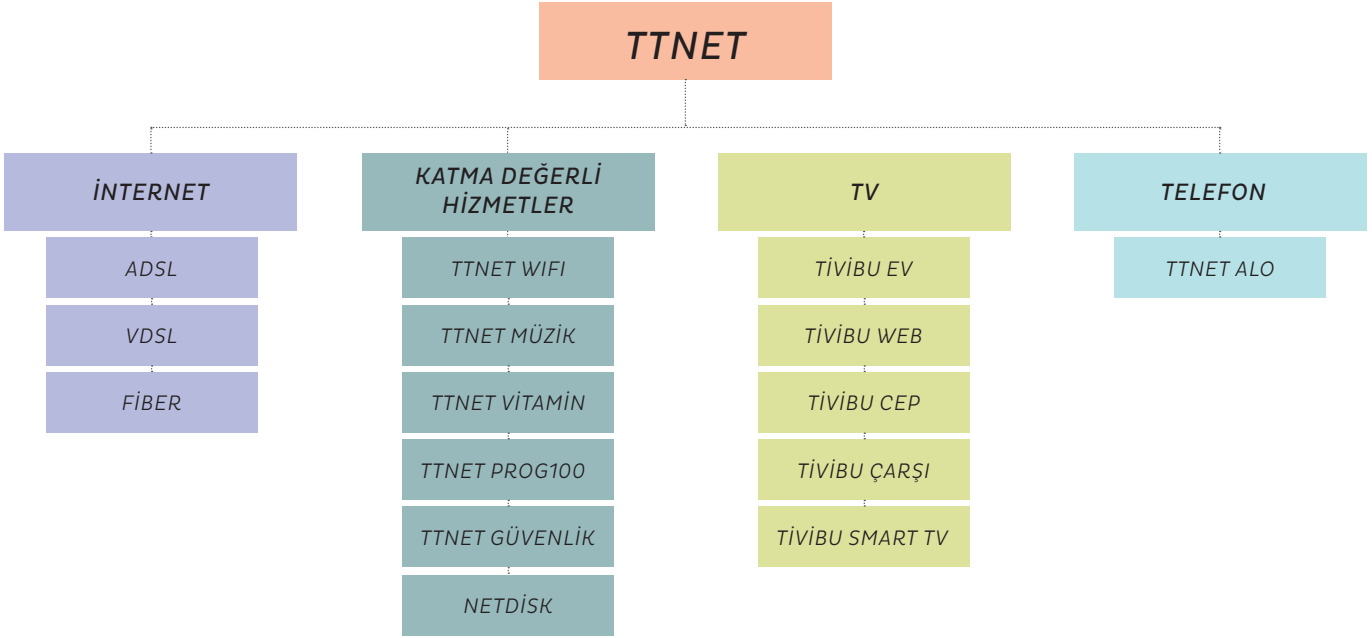 TTNET
İNTERNET
ADSL
VDSL
FİBER
KATMA DEĞERLİ
HİZMETLER
TTNET WIFI
TTNET MÜZİK
TTNET VİTAMİN
TTNET PROG100
TTNET GÜVENLİK
NETDİSK
TV
TİVİBU EV
TİVİBU WEB
TİVİBU CEP
TİVİBU ÇARŞI
TİVİBU SMART TV
TELEFON
TTNET ALO